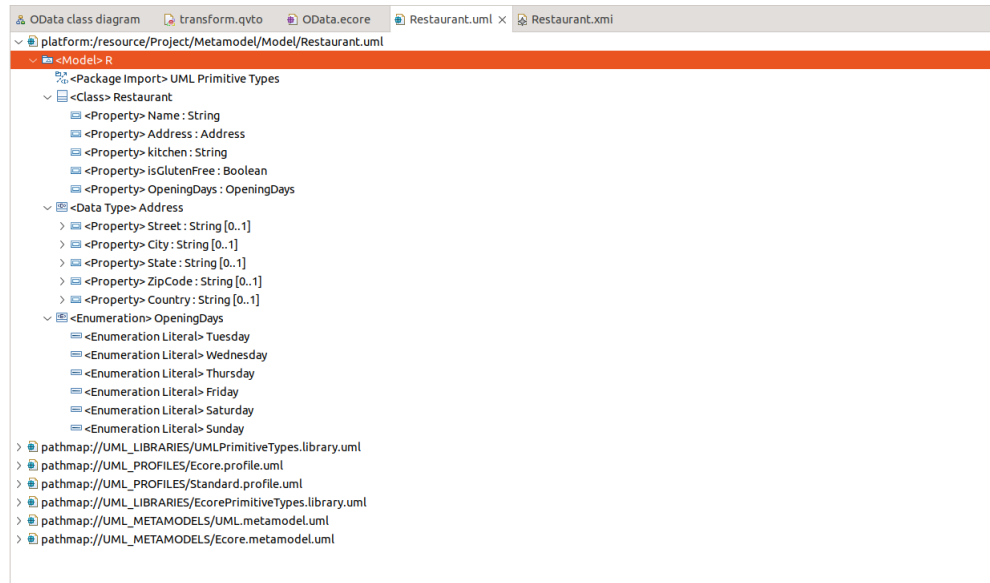 OData class diagram transform.qvto OData.ecore Restaurant.uml Restaurant.xmi
platform:/resource/Project/Metamodel/Model/Restaurant.uml
<Model> R
<Package Import> UML Primitive Types
<Class> Restaurant
<Property> Name : String
<Property> Address : Address
<Property> kitchen : String
<Property> isGlutenFree : Boolean
<Property> OpeningDays : OpeningDays
<Data Type> Address
<Property> Street : String [0..1]
<Property> City : String [0..1]
<Property> State : String [0..1]
<Property> ZipCode : String [0..1]
<Property> Country : String [0..1]
<Enumeration> OpeningDays
<Enumeration Literal> Tuesday
<Enumeration Literal> Wednesday
<Enumeration Literal> Thursday
<Enumeration Literal> Friday
<Enumeration Literal> Saturday
<Enumeration Literal> Sunday
pathmap://UML_LIBRARIES/UMLPrimitiveTypes.library.uml
pathmap://UML_PROFILES/Ecore.profile.uml
pathmap://UML_PROFILES/Standard.profile.uml
pathmap://UML_LIBRARIES/EcorePrimitiveTypes.library.uml
pathmap://UML_METAMODELS/UML.metamodel.uml
pathmap://UML_METAMODELS/Ecore.metamodel.uml